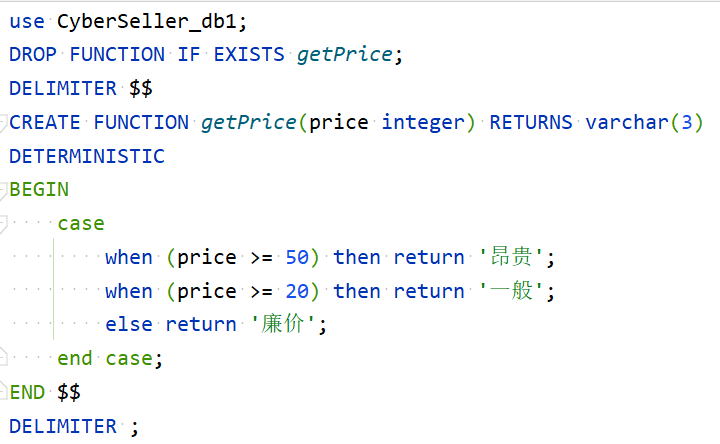 use CyberSeller_db1;
DROP FUNCTION IF EXISTS getPrice;
DELIMITER $$
CREATE FUNCTION getPrice(price integer) RETURNS varchar(3)
DETERMINISTIC
BEGIN
    case
        when (price >= 50) then return '昂贵';
        when (price >= 20) then return '一般';
        else return '廉价';
    end case;
END $$
DELIMITER ;